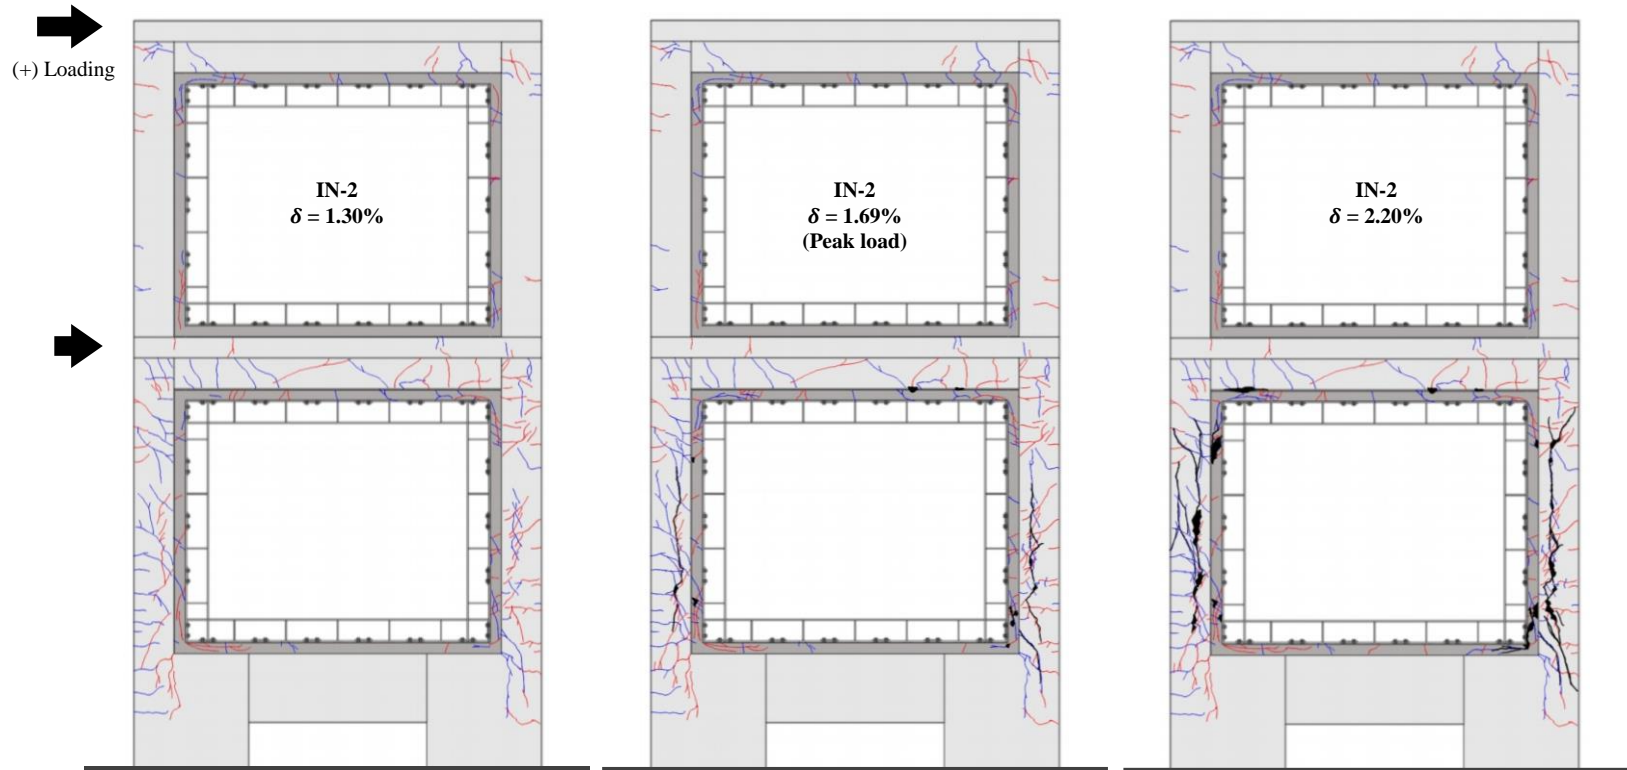 (+) Loading
IN-2
𝜹 = 1.30%
IN-2
𝜹 = 1.69%
(Peak load)
IN-2
𝜹 = 2.20%